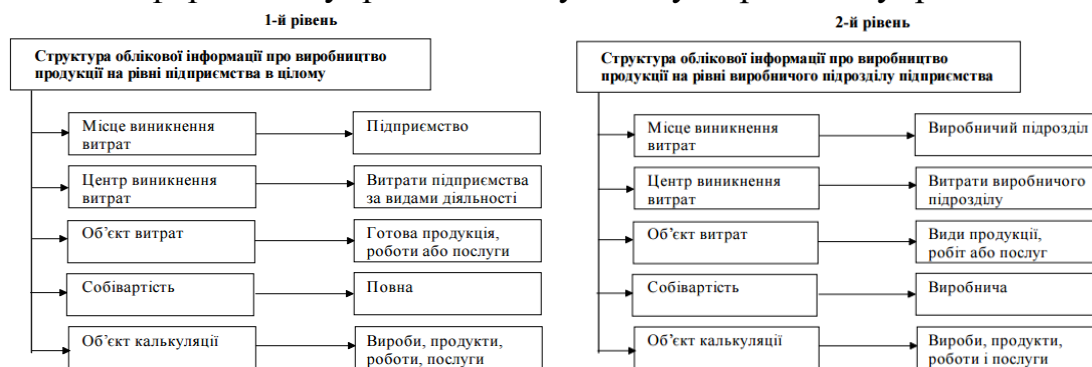 1-й рівень
Структура облікової інформації про виробництво
продукції на рівні підприємства в цілому
Місце виникнення
витрат
Підприємство
Центр виникнення
витрат
Витрати підприємства
за видами діяльності
Об’єкт витрат
Готова продукція,
роботи або послуги
Собівартість
Повна
Об’єкт калькуляції
Вироби, продукти,
роботи, послуги
2-й рівень
Структура облікової інформації про виробництво
продукції на рівні виробничого підрозділу підприємства
Місце виникнення
витрат
Виробничий підрозділ
Центр виникнення
витрат
Витрати виробничого
підрозділу
Об’єкт витрат
Види продукції,
робіт або послуг
Собівартість
Виробнича
Об’єкт калькуляції
Вироби, продукти,
роботи і послуги